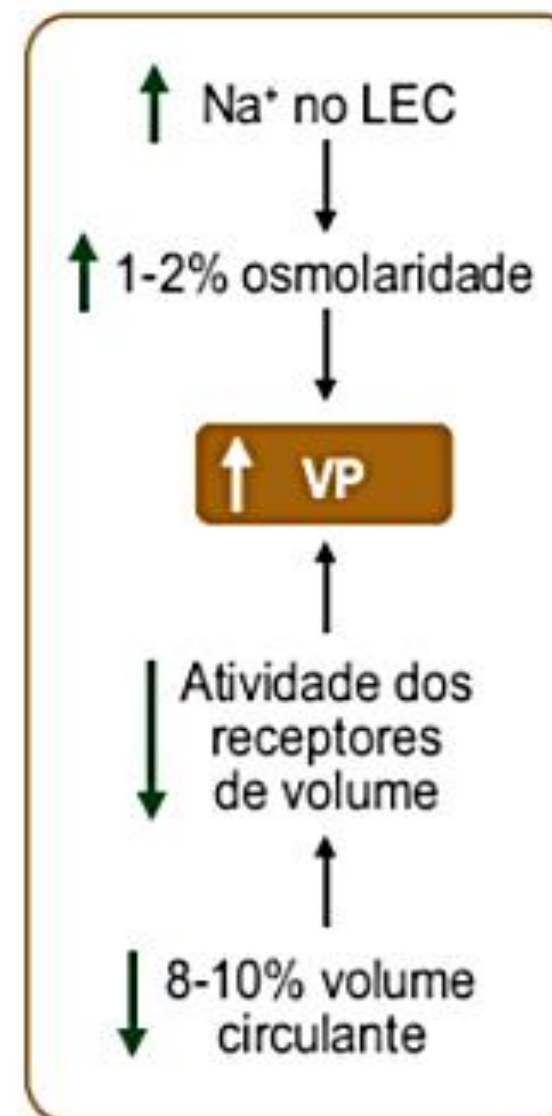 Na⁺ no LEC
1-2% osmolaridade
VP
Atividade dos
receptores
de volume
8-10% volume
circulante